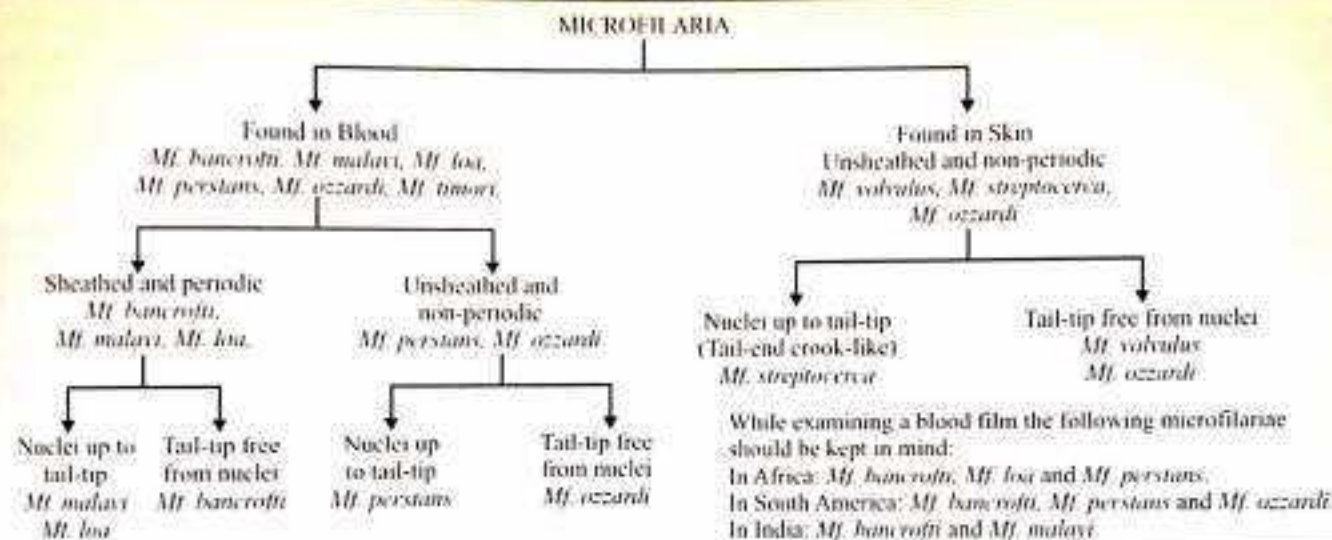 MICROFILARIA
Found in Blood
Mf. bancrofti, Mf. malayi, Mf. loa,
Mf. perstans, Mf. ozzardi, Mf. timori.
Found in Skin
Unsheathed and non-periodic
Mf. volvulus, Mf. streptocerca,
Mf. ozzardi
Sheathed and periodic
Mf. bancrofti,
Mf. malayi, Mf. loa,
Unsheathed and
non-periodic
Mf. perstans, Mf. ozzardi
Nuclei up to
tail-tip
Mf. malayi
Mf. loa
Tail-tip free
from nuclei
Mf. bancrofti
Nuclei up
to tail-tip
Mf. perstans
Tail-tip free
from nuclei
Mf. ozzardi
Nuclei up to tail-tip
(Tail-end crook-like)
Mf. streptocerca
Tail-tip free from nuclei
Mf. volvulus
Mf. ozzardi
While examining a blood film the following microfilariae
should be kept in mind:
In Africa: Mf. bancrofti, Mf. loa and Mf. perstans.
In South America: Mf. bancrofti, Mf. perstans and Mf. ozzardi.
In India: Mf. bancrofti and Mf. malayi.